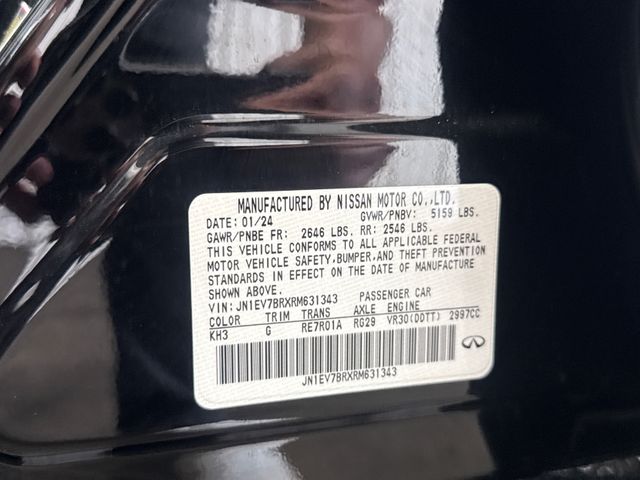 MANUFACTURED BY NISSAN MOTOR CO.,LTD.
DATE: 01/24 GVWR/PNBV: 5159 LBS.
GAWR/PNBE FR: 2646 LBS. RR: 2546 LBS.
THIS VEHICLE CONFORMS TO ALL APPLICABLE FEDERAL
MOTOR VEHICLE SAFETY,BUMPER,AND THEFT PREVENTION
STANDARDS IN EFFECT ON THE DATE OF MANUFACTURE
SHOWN ABOVE.
VIN: JN1EV7BRXRM631343 PASSENGER CAR
COLOR TRIM TRANS AXLE ENGINE
KH3 G RE7R01A RG29 VR30(DDTT) 2997CC
JN1EV7BRXRM631343